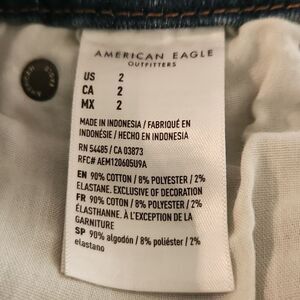 AMERICAN EAGLE
OUTFITTERS
US 2
CA 2
MX 2
MADE IN INDONESIA / FABRIQUÉ EN
INDONÉSIE / HECHO EN INDONESIA
RN 54485 / CA 03873
RFC# AEM120605U9A
EN 90% COTTON / 8% POLYESTER / 2%
ELASTANE. EXCLUSIVE OF DECORATION
FR 90% COTON / 8% POLYESTER / 2%
ÉLASTHANNE. À L'EXCEPTION DE LA
GARNITURE
SP 90% algodón / 8% poliéster / 2%
elastano
AMERICAN EAGLE